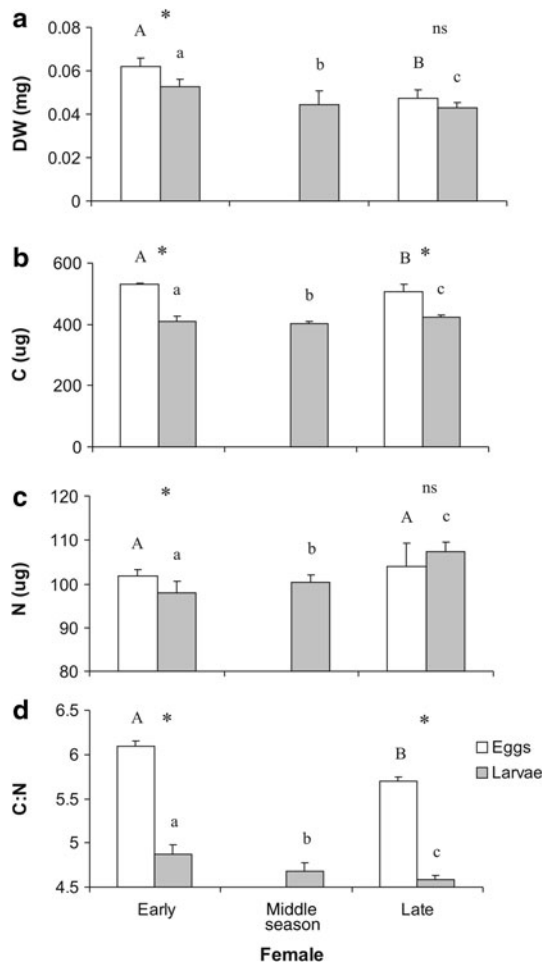 a
*
ns
A
a
b
B
c
0.08
0.06
0.04
0.02
0
DW (mg)
b
A
*
a
b
B
*
c
600
400
200
0
C (ug)
c
*
ns
A
a
b
A
c
120
110
100
90
80
N (ug)
d
A
*
a
b
B
*
c
6.5
6
5.5
5
4.5
C:N
Eggs
Larvae
Early
Middle
season
Late
Female